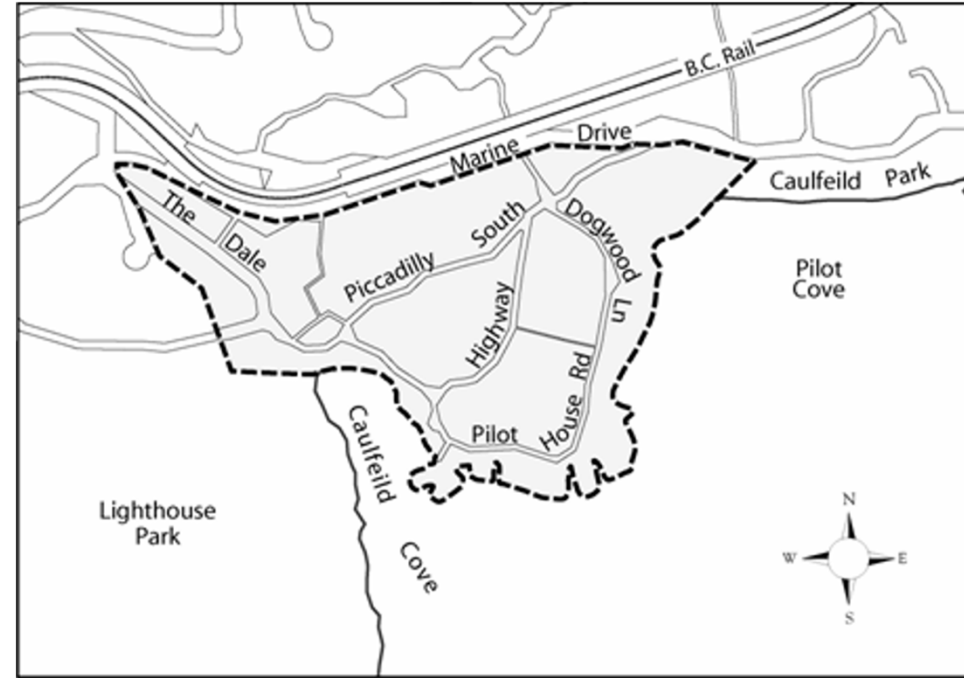 B.C. Rail
Marine Drive
Caulfeild Park
The Dale
Piccadilly South
Dogwood Ln
Highway
Pilot
Cove
Pilot House Rd
Caulfeild Cove
Lighthouse
Park
N
W E
S